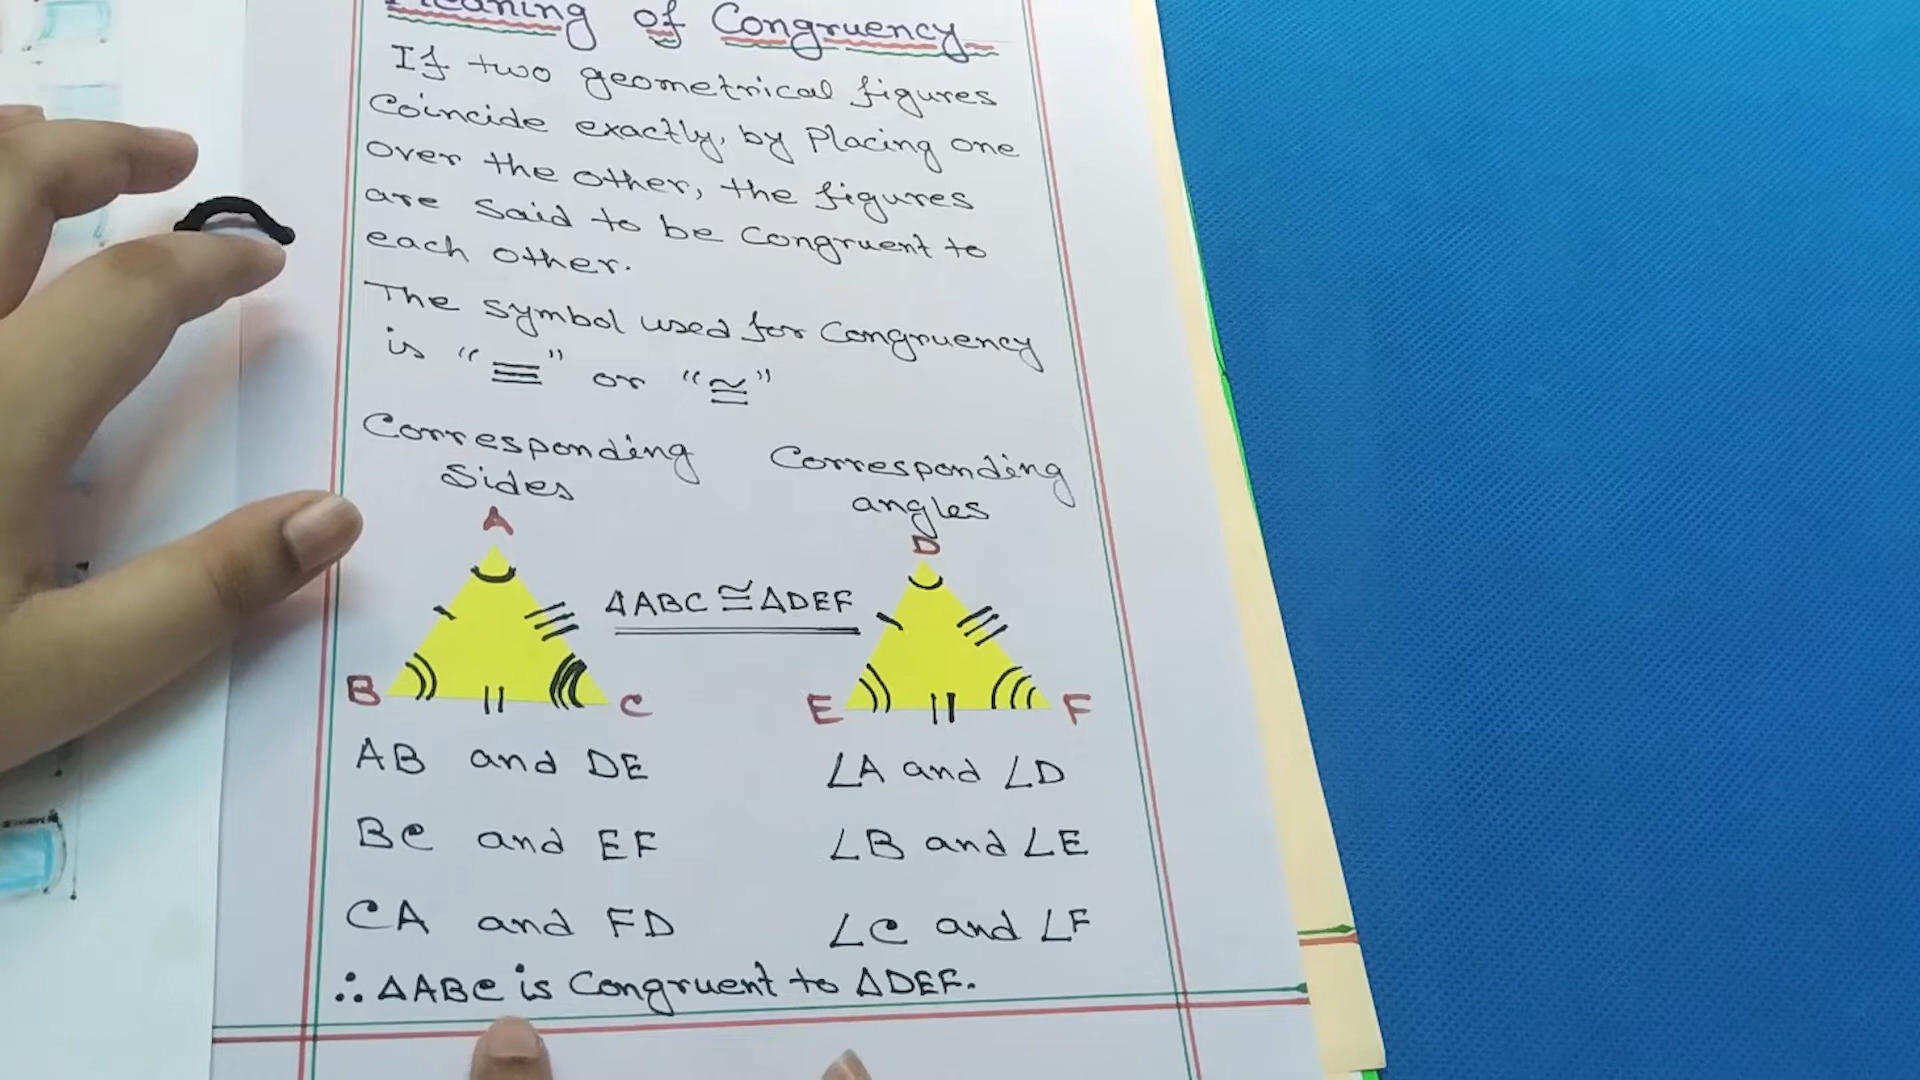 Meaning of Congruency
If two geometrical figures
Coincide exactly, by Placing one
over the other, the figures
are said to be congruent to
each other.
The symbol used for Congruency
is "≡" or "≅"
Corresponding
Sides
Corresponding
angles
A
D
ΔABC ≅ ΔDEF
B
C
E
F
AB and DE
∠A and ∠D
BC and EF
∠B and ∠E
CA and FD
∠C and ∠F
∴ ΔABC is Congruent to ΔDEF.